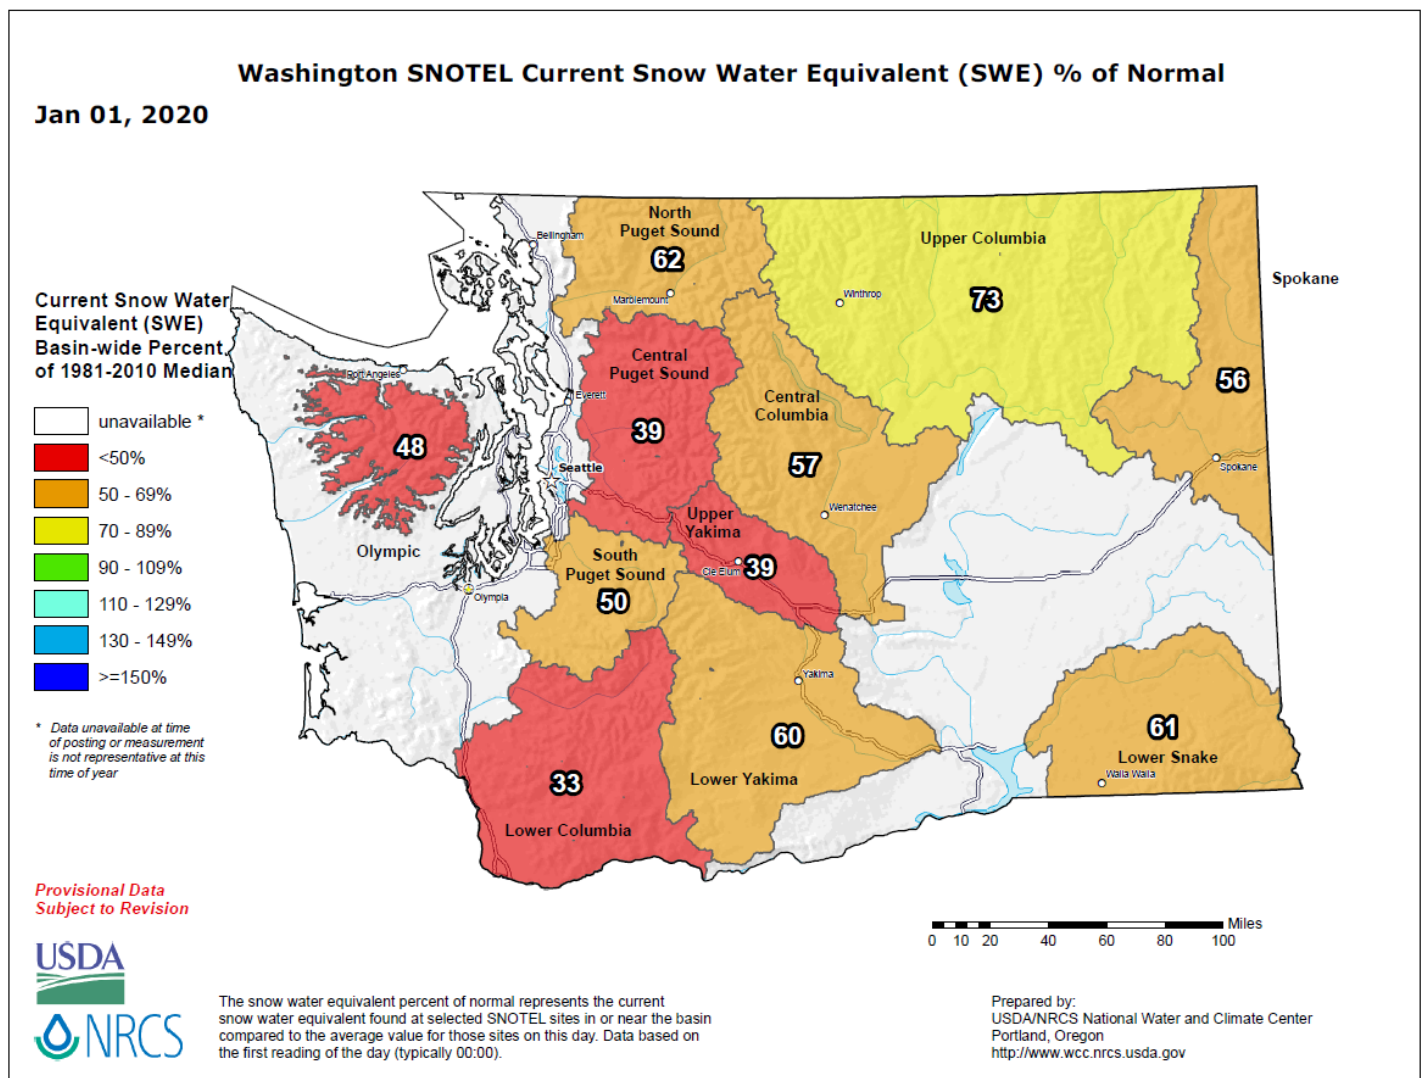 Washington SNOTEL Current Snow Water Equivalent (SWE) % of Normal
Jan 01, 2020
Current Snow Water
Equivalent (SWE)
Basin-wide Percent
of 1981-2010 Median
unavailable *
<50%
50 - 69%
70 - 89%
90 - 109%
110 - 129%
130 - 149%
>=150%
* Data unavailable at time
of posting or measurement
is not representative at this
time of year
Provisional Data
Subject to Revision
North
Puget Sound
62
Bellingham
Marblemount
Upper Columbia
73
Winthrop
Spokane
56
Spokane
Port Angeles
48
Olympic
Everett
Seattle
Central
Puget Sound
39
Central
Columbia
57
Wenatchee
Upper
Yakima
39
Cle Elum
South
Puget Sound
50
Olympia
Yakima
60
Lower Yakima
33
Lower Columbia
61
Lower Snake
Walla Walla
Miles
0 10 20 40 60 80 100
USDA
NRCS
The snow water equivalent percent of normal represents the current
snow water equivalent found at selected SNOTEL sites in or near the basin
compared to the average value for those sites on this day. Data based on
the first reading of the day (typically 00:00).
Prepared by:
USDA/NRCS National Water and Climate Center
Portland, Oregon
http://www.wcc.nrcs.usda.gov